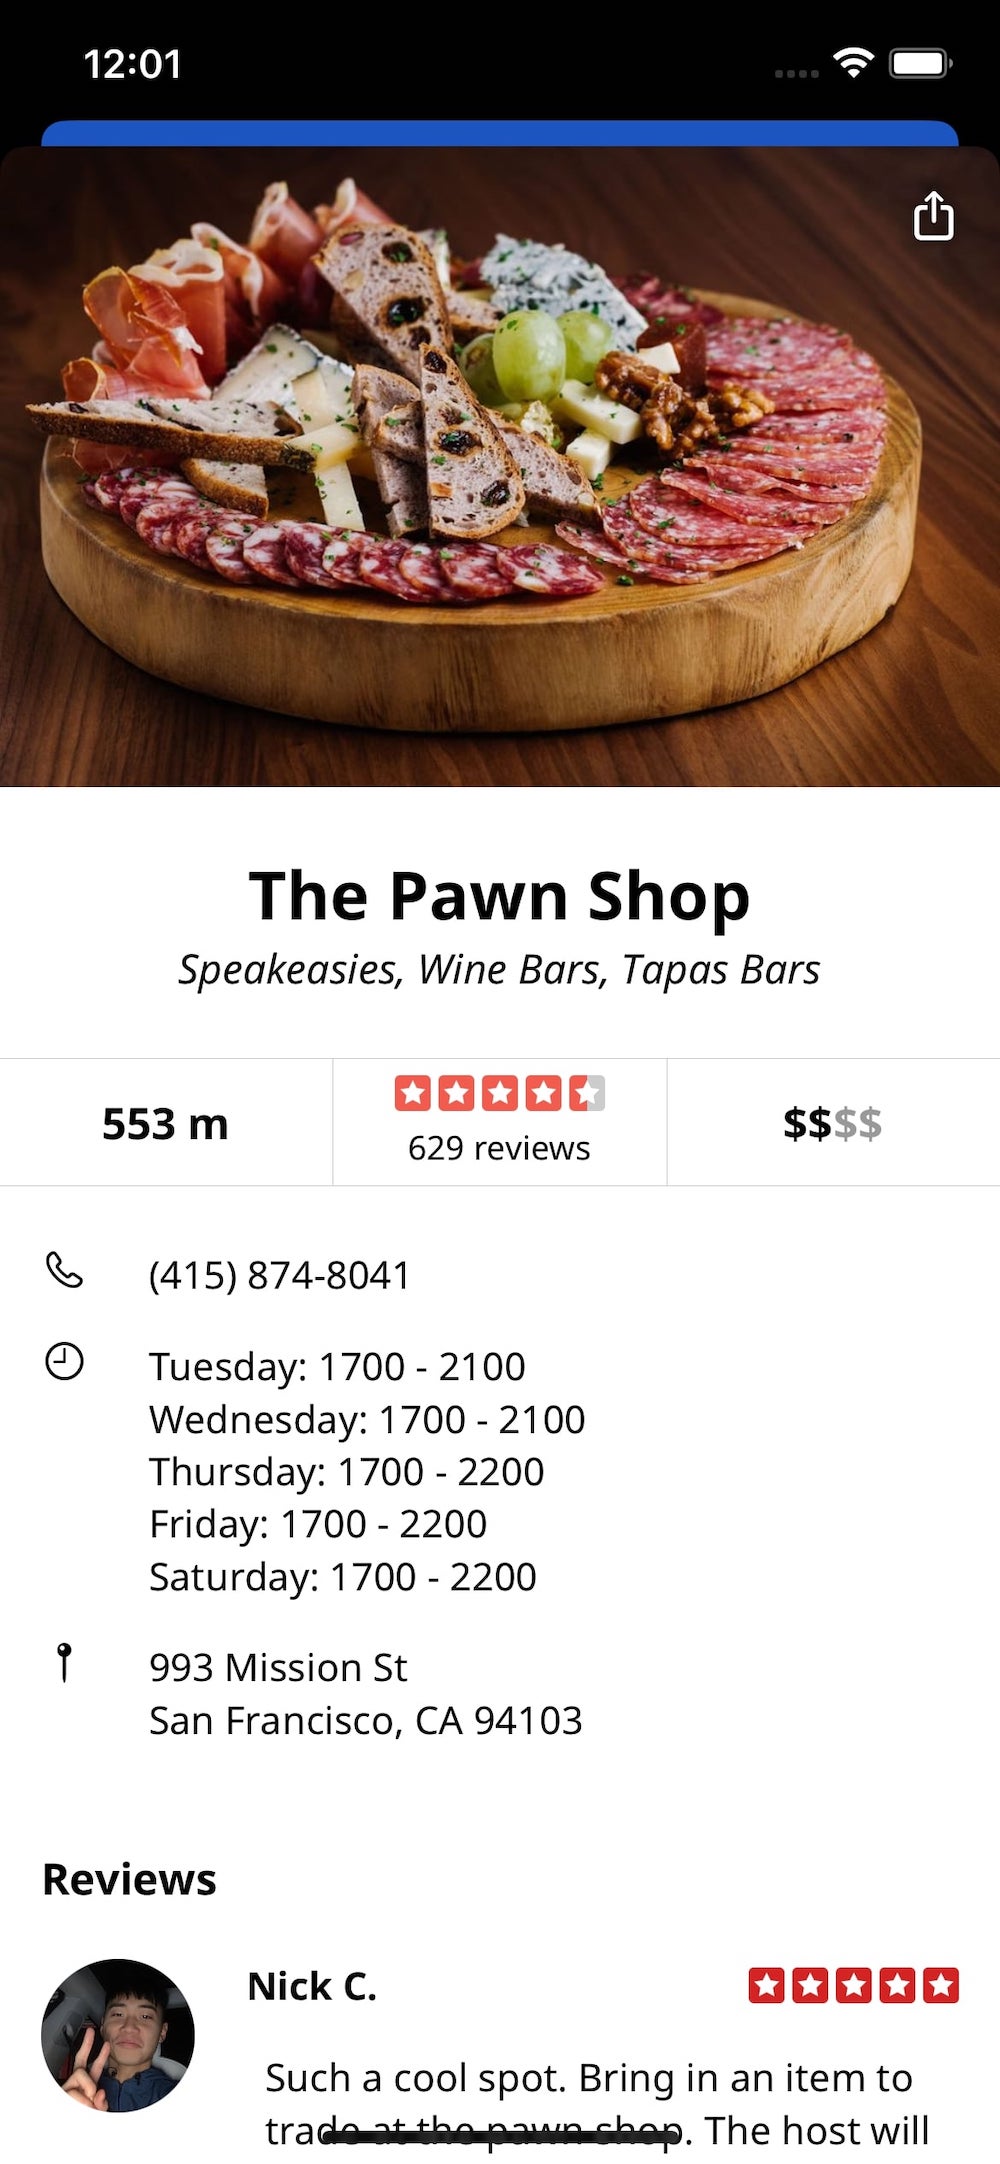 12:01
The Pawn Shop
Speakeasies, Wine Bars, Tapas Bars
553 m
629 reviews
$$$$
(415) 874-8041
Tuesday: 1700 - 2100
Wednesday: 1700 - 2100
Thursday: 1700 - 2200
Friday: 1700 - 2200
Saturday: 1700 - 2200
993 Mission St
San Francisco, CA 94103
Reviews
Nick C.
Such a cool spot. Bring in an item to
trade at the pawn shop. The host will